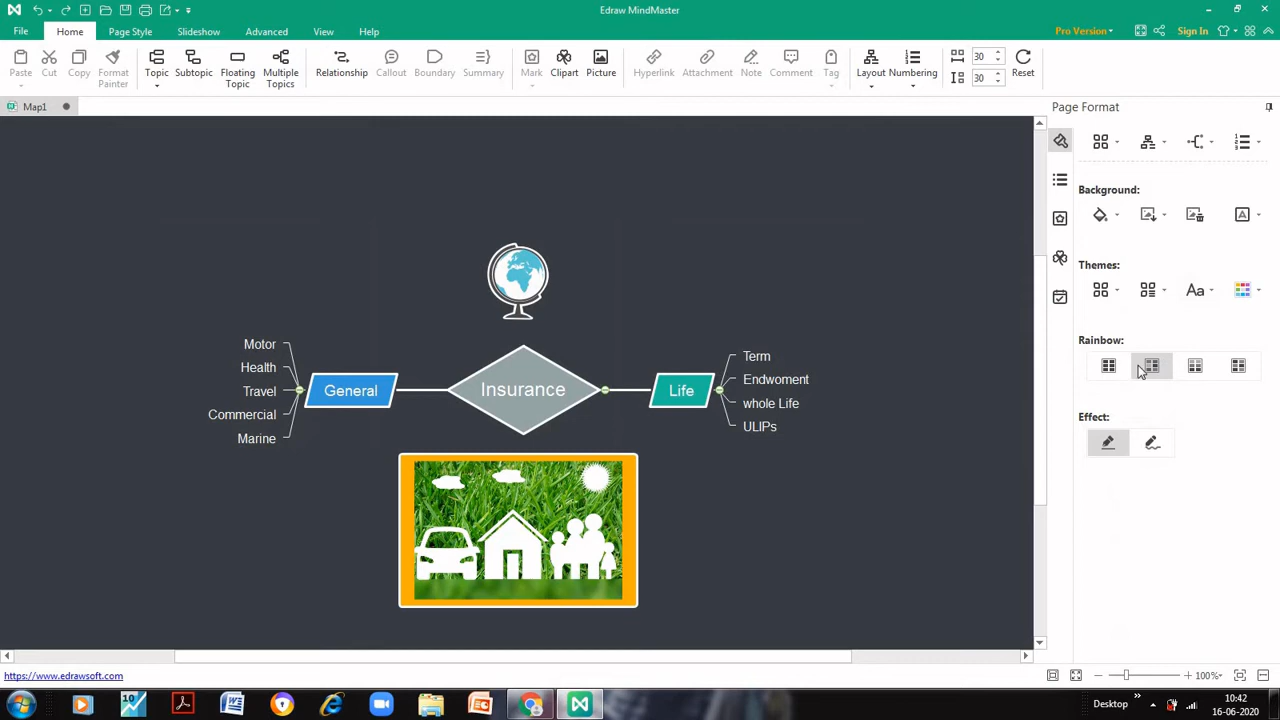 Edraw MindMaster
File Home Page Style Slideshow Advanced View Help
Pro Version Sign In
Paste Cut Copy Format Painter Topic Subtopic Floating Topic Multiple Topics Relationship Callout Boundary Summary Mark Clipart Picture Hyperlink Attachment Note Comment Tag Layout Numbering 30 30 Reset
Map1
Page Format
Background:
Themes:
Aa
Rainbow:
Effect:
Motor
Health
Travel
Commercial
Marine
General
Insurance
Life
Term
Endwoment
whole Life
ULIPs
https://www.edrawsoft.com
100%
Desktop
10:42
16-06-2020